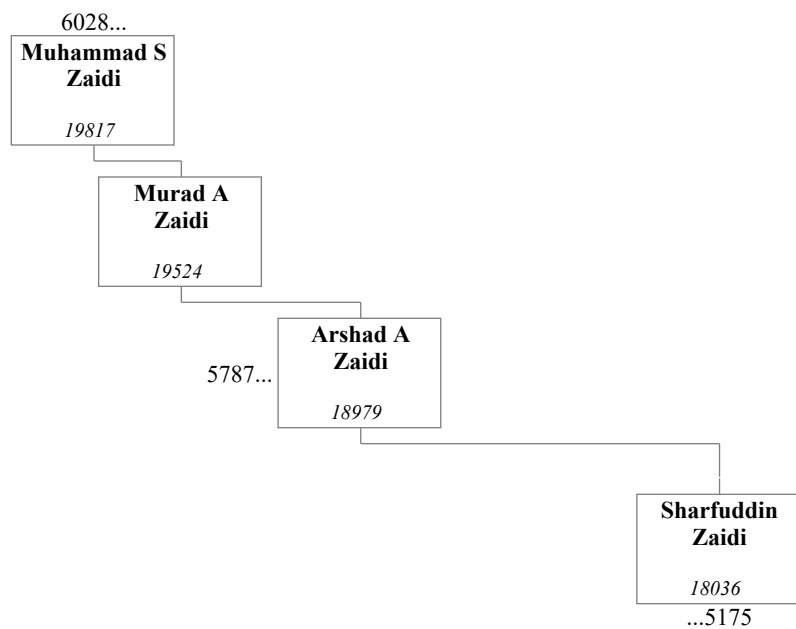 6028...
Muhammad S
Zaidi
19817
Murad A
Zaidi
19524
Arshad A
Zaidi
5787...
18979
Sharfuddin
Zaidi
18036
...5175